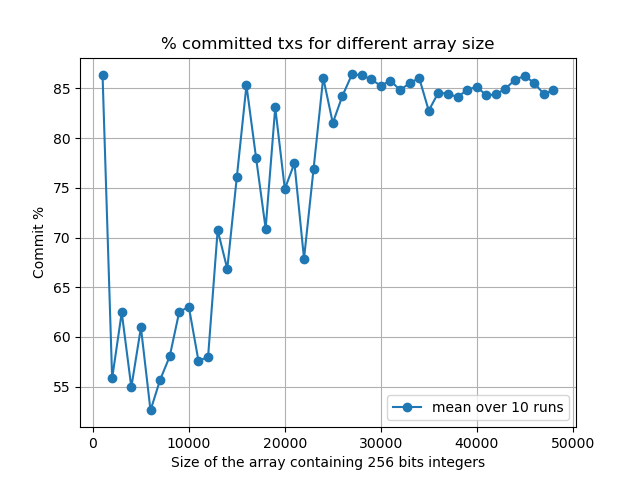 % committed txs for different array size
Commit %
85
80
75
70
65
60
55
mean over 10 runs
0 10000 20000 30000 40000 50000
Size of the array containing 256 bits integers